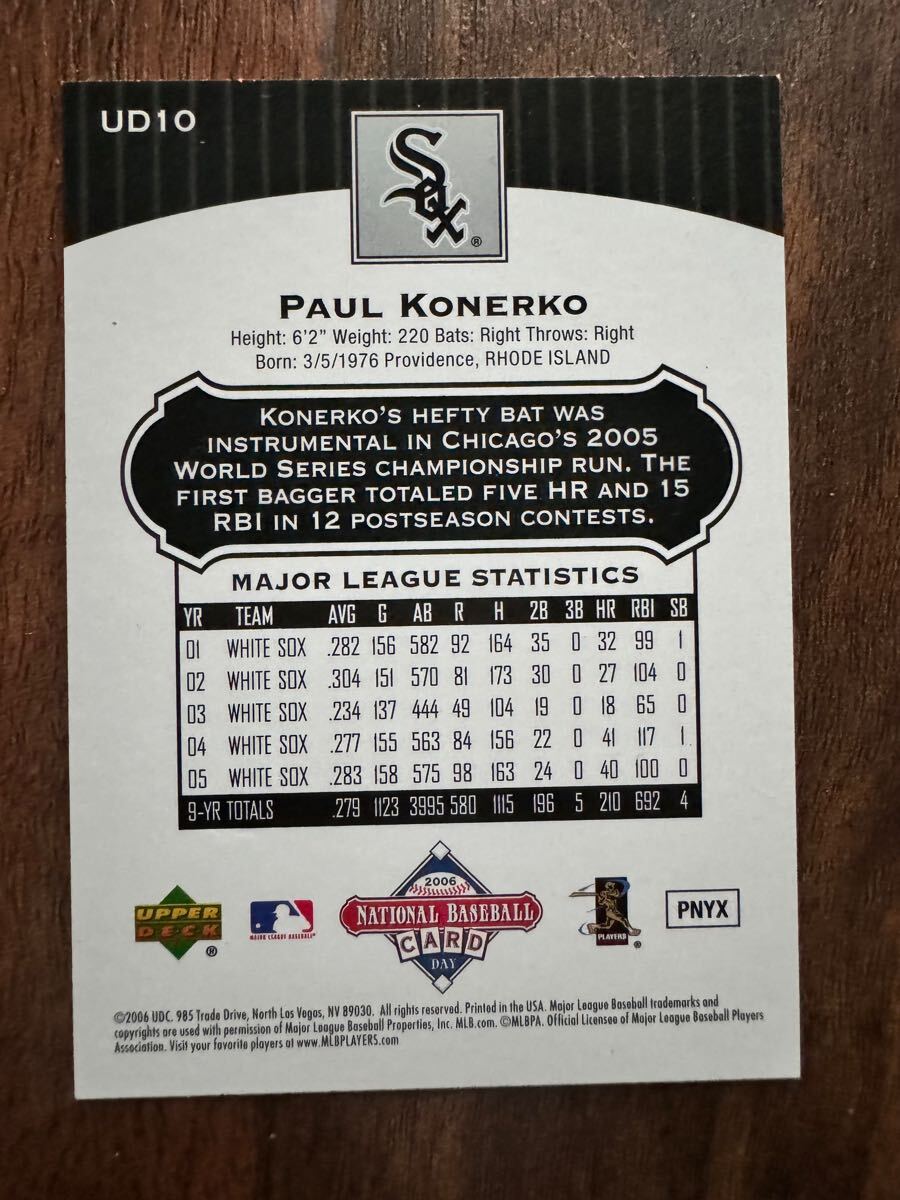 UD10
Sox ®
PAUL KONERKO
Height: 6'2" Weight: 220 Bats: Right Throws: Right
Born: 3/5/1976 Providence, RHODE ISLAND
KONERKO'S HEFTY BAT WAS
INSTRUMENTAL IN CHICAGO'S 2005
WORLD SERIES CHAMPIONSHIP RUN. THE
FIRST BAGGER TOTALED FIVE HR AND 15
RBI IN 12 POSTSEASON CONTESTS.
MAJOR LEAGUE STATISTICS
YR TEAM AVG G AB R H 2B 3B HR RBI SB
01 WHITE SOX .282 156 582 92 164 35 0 32 99 1
02 WHITE SOX .304 151 570 81 173 30 0 27 104 0
03 WHITE SOX .234 137 444 49 104 19 0 18 65 0
04 WHITE SOX .277 155 563 84 156 22 0 41 117 1
05 WHITE SOX .283 158 575 98 163 24 0 40 100 0
9-YR TOTALS .279 1123 3995 580 1115 196 5 210 692 4
UPPER
DECK ®
MAJOR LEAGUE BASEBALL
2006
NATIONAL BASEBALL
CARD
DAY
PLAYERS ®
PNYX
©2006 UDC. 985 Trade Drive, North Las Vegas, NV 89030. All rights reserved. Printed in the USA. Major League Baseball trademarks and
copyrights are used with permission of Major League Baseball Properties, Inc. MLB.com. ©MLBPA. Official Licensee of Major League Baseball Players
Association. Visit your favorite players at www.MLBPLAYERS.com